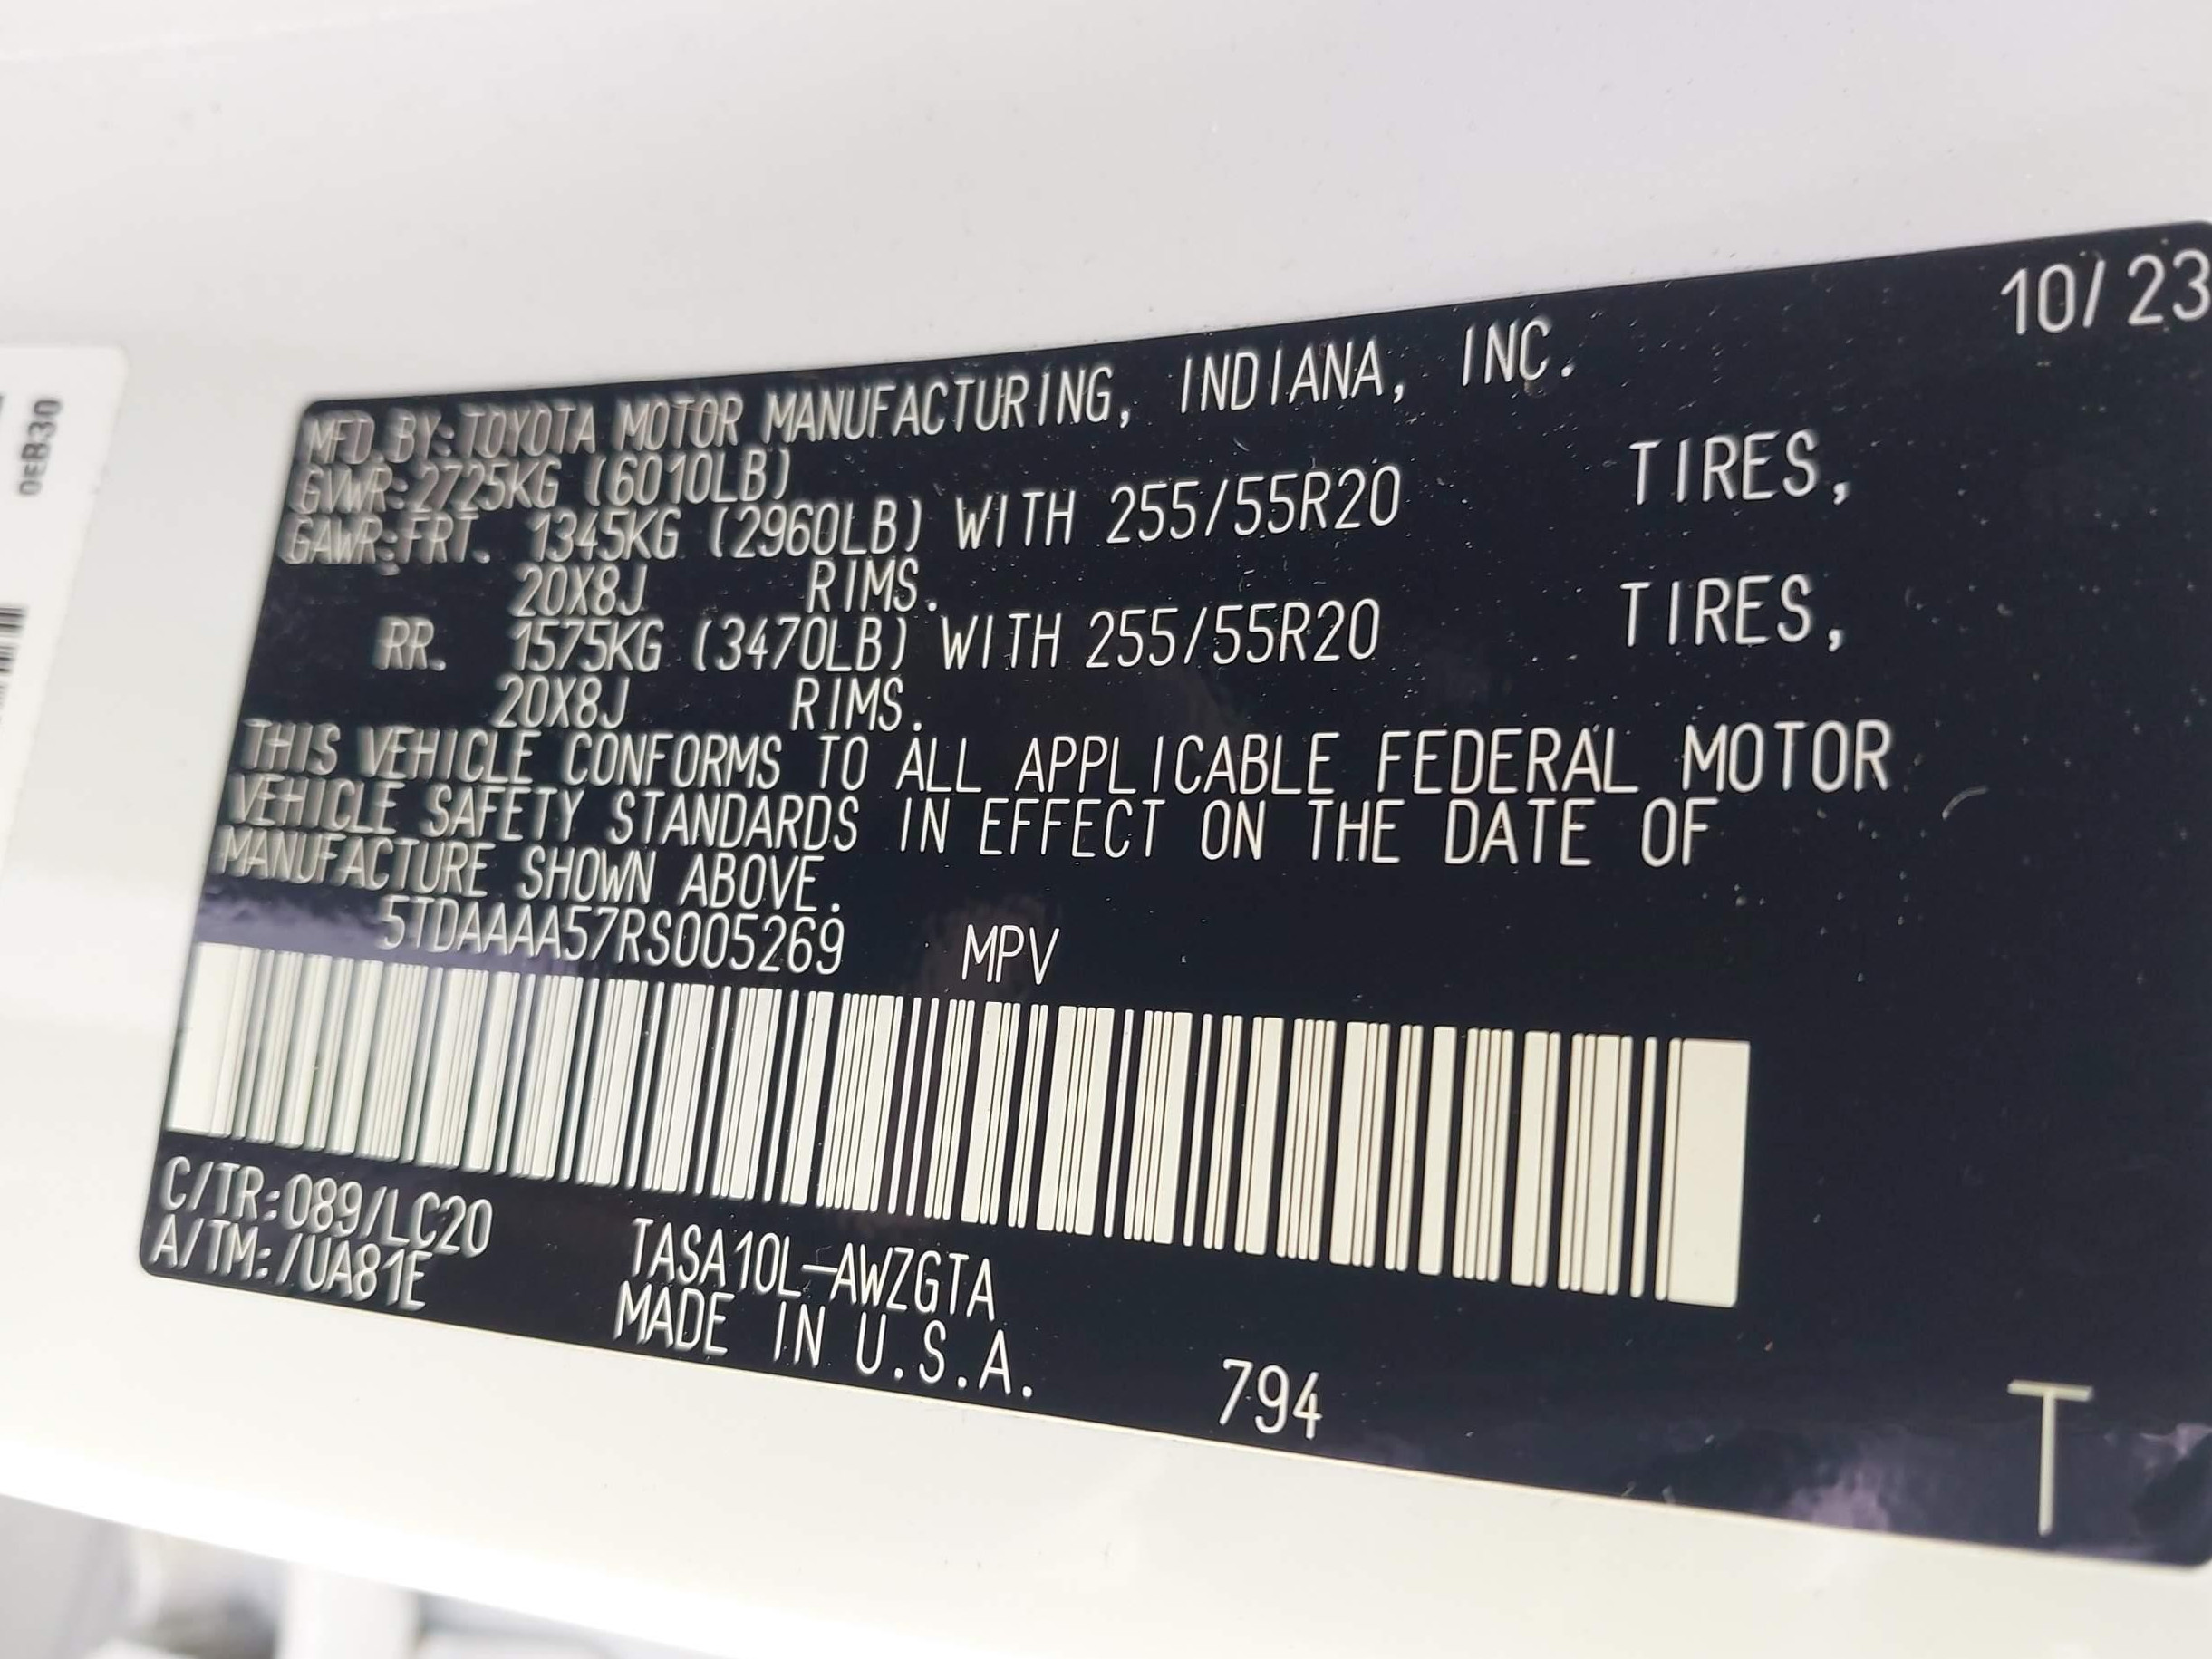 10/23
MFD.BY:TOYOTA MOTOR MANUFACTURING, INDIANA, INC.
GVWR:2725KG (6010LB)
GAWR:FRT. 1345KG (2960LB) WITH 255/55R20 TIRES,
20X8J RIMS.
RR. 1575KG (3470LB) WITH 255/55R20 TIRES,
20X8J RIMS.
THIS VEHICLE CONFORMS TO ALL APPLICABLE FEDERAL MOTOR
VEHICLE SAFETY STANDARDS IN EFFECT ON THE DATE OF
MANUFACTURE SHOWN ABOVE.
5TDAAAA57RS005269 MPV
C/TR:089/LC20 TASA10L-AWZGTA
A/TM:/UA81E MADE IN U.S.A. 794
T
0EB30